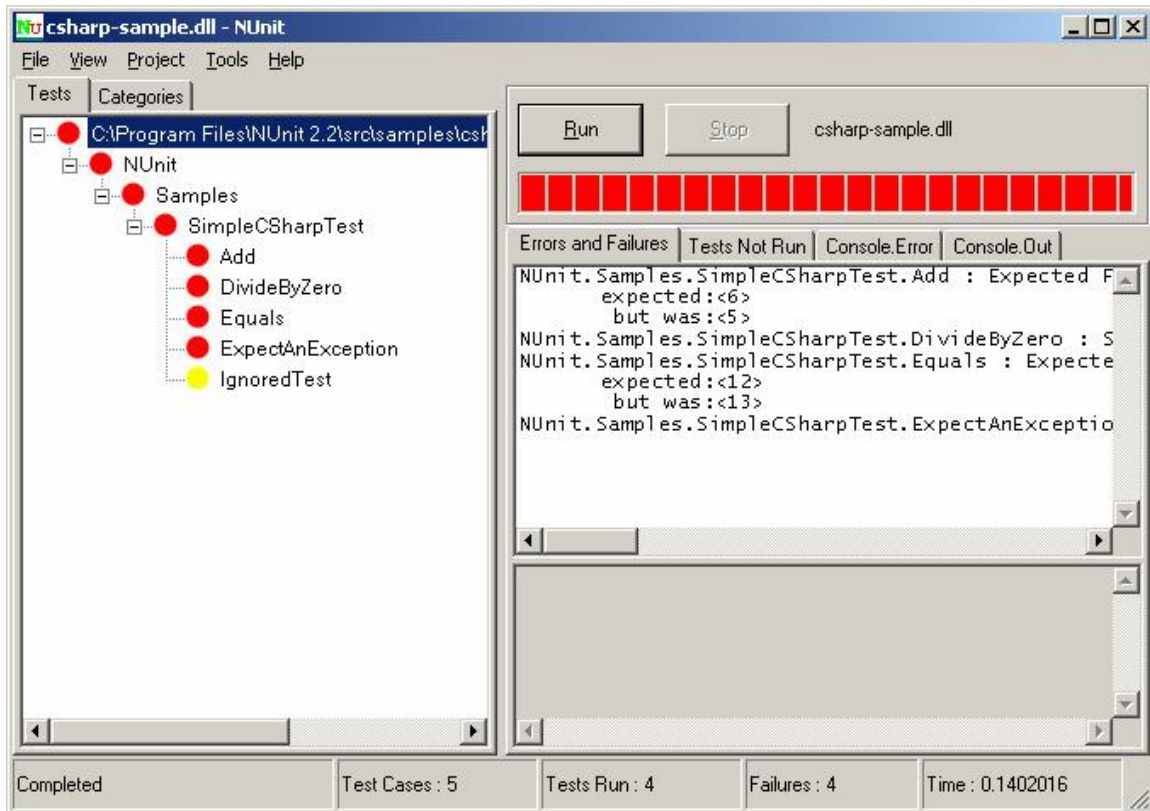 Nu csharp-sample.dll - NUnit
File View Project Tools Help
Tests Categories
C:\Program Files\NUnit 2.2\src\samples\csh
NUnit
Samples
SimpleCSharpTest
Add
DivideByZero
Equals
ExpectAnException
IgnoredTest
Run Stop csharp-sample.dll
Errors and Failures Tests Not Run Console.Error Console.Out
NUnit.Samples.SimpleCSharpTest.Add : Expected F
expected:<6>
but was:<5>
NUnit.Samples.SimpleCSharpTest.DivideByZero : S
NUnit.Samples.SimpleCSharpTest.Equals : Expecte
expected:<12>
but was:<13>
NUnit.Samples.SimpleCSharpTest.ExpectAnExceptio
Completed Test Cases : 5 Tests Run : 4 Failures : 4 Time : 0.1402016